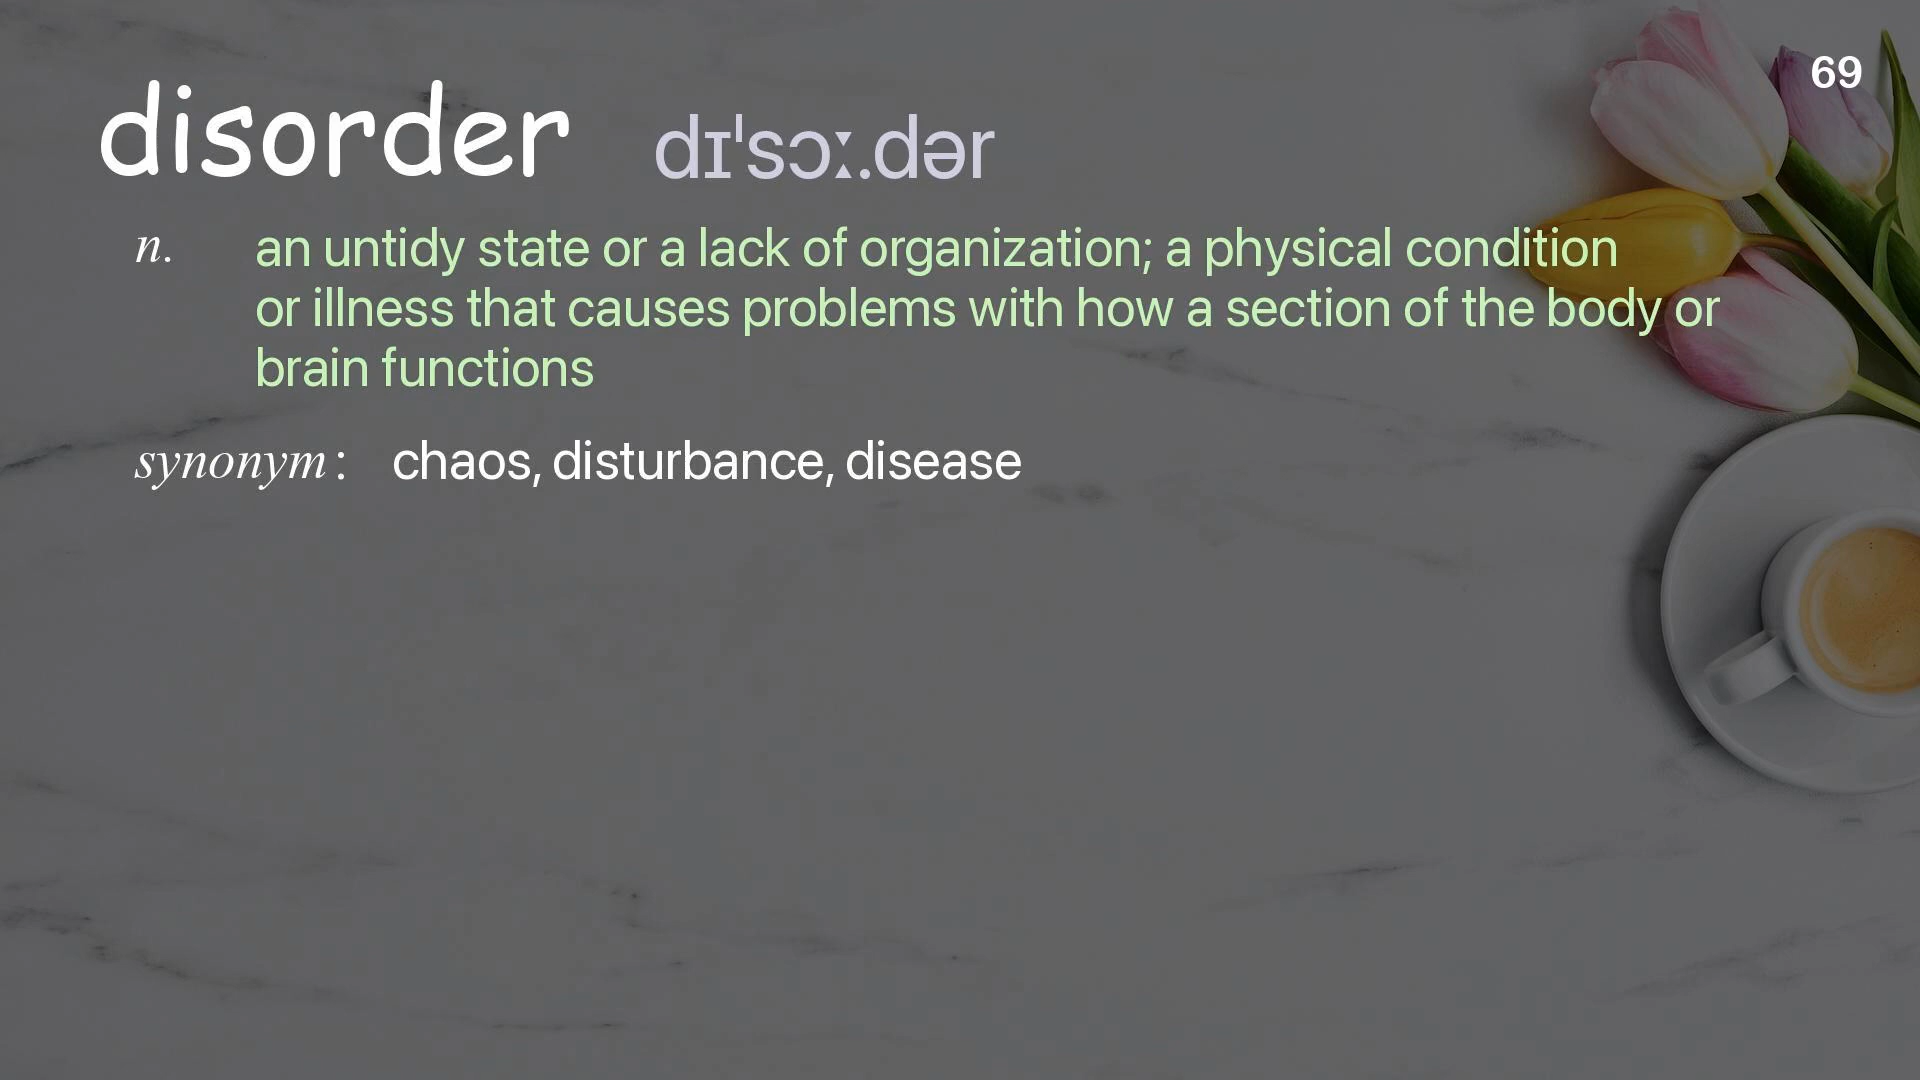 69
disorder dɪˈsɔː.dər
n. an untidy state or a lack of organization; a physical condition
or illness that causes problems with how a section of the body or
brain functions
synonym : chaos, disturbance, disease